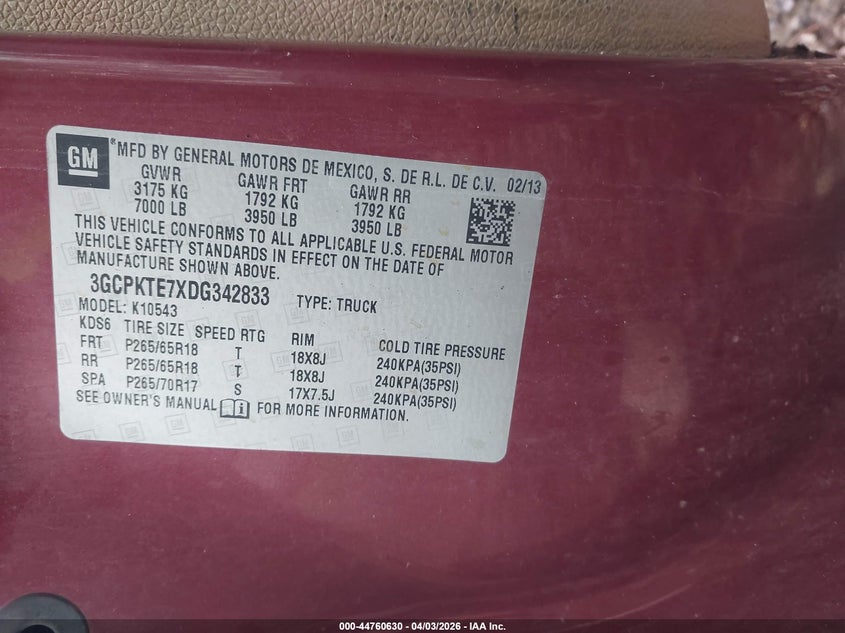 GM
*MFD BY GENERAL MOTORS DE MEXICO, S. DE R.L. DE C.V. 02/13
GVWR GAWR FRT GAWR RR
3175 KG 1792 KG 1792 KG
7000 LB 3950 LB 3950 LB
THIS VEHICLE CONFORMS TO ALL APPLICABLE U.S. FEDERAL MOTOR
VEHICLE SAFETY STANDARDS IN EFFECT ON THE DATE OF
MANUFACTURE SHOWN ABOVE.
3GCPKTE7XDG342833 TYPE: TRUCK
MODEL: K10543
KDS6 TIRE SIZE SPEED RTG RIM COLD TIRE PRESSURE
FRT P265/65R18 T 18X8J 240KPA(35PSI)
RR P265/65R18 T 18X8J 240KPA(35PSI)
SPA P265/70R17 S 17X7.5J 240KPA(35PSI)
SEE OWNER'S MANUAL FOR MORE INFORMATION.
000-44760630 - 04/03/2026 - IAA Inc.